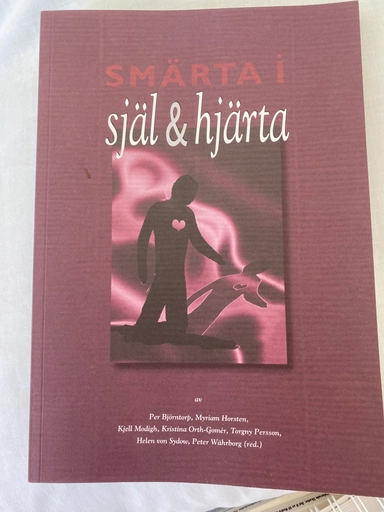 SMÄRTA i
själ & hjärta
av
Per Björntorp, Myriam Horsten,
Kjell Modigh, Kristina Orth-Gomér, Torgny Persson,
Helen von Sydow, Peter Währborg (red.)